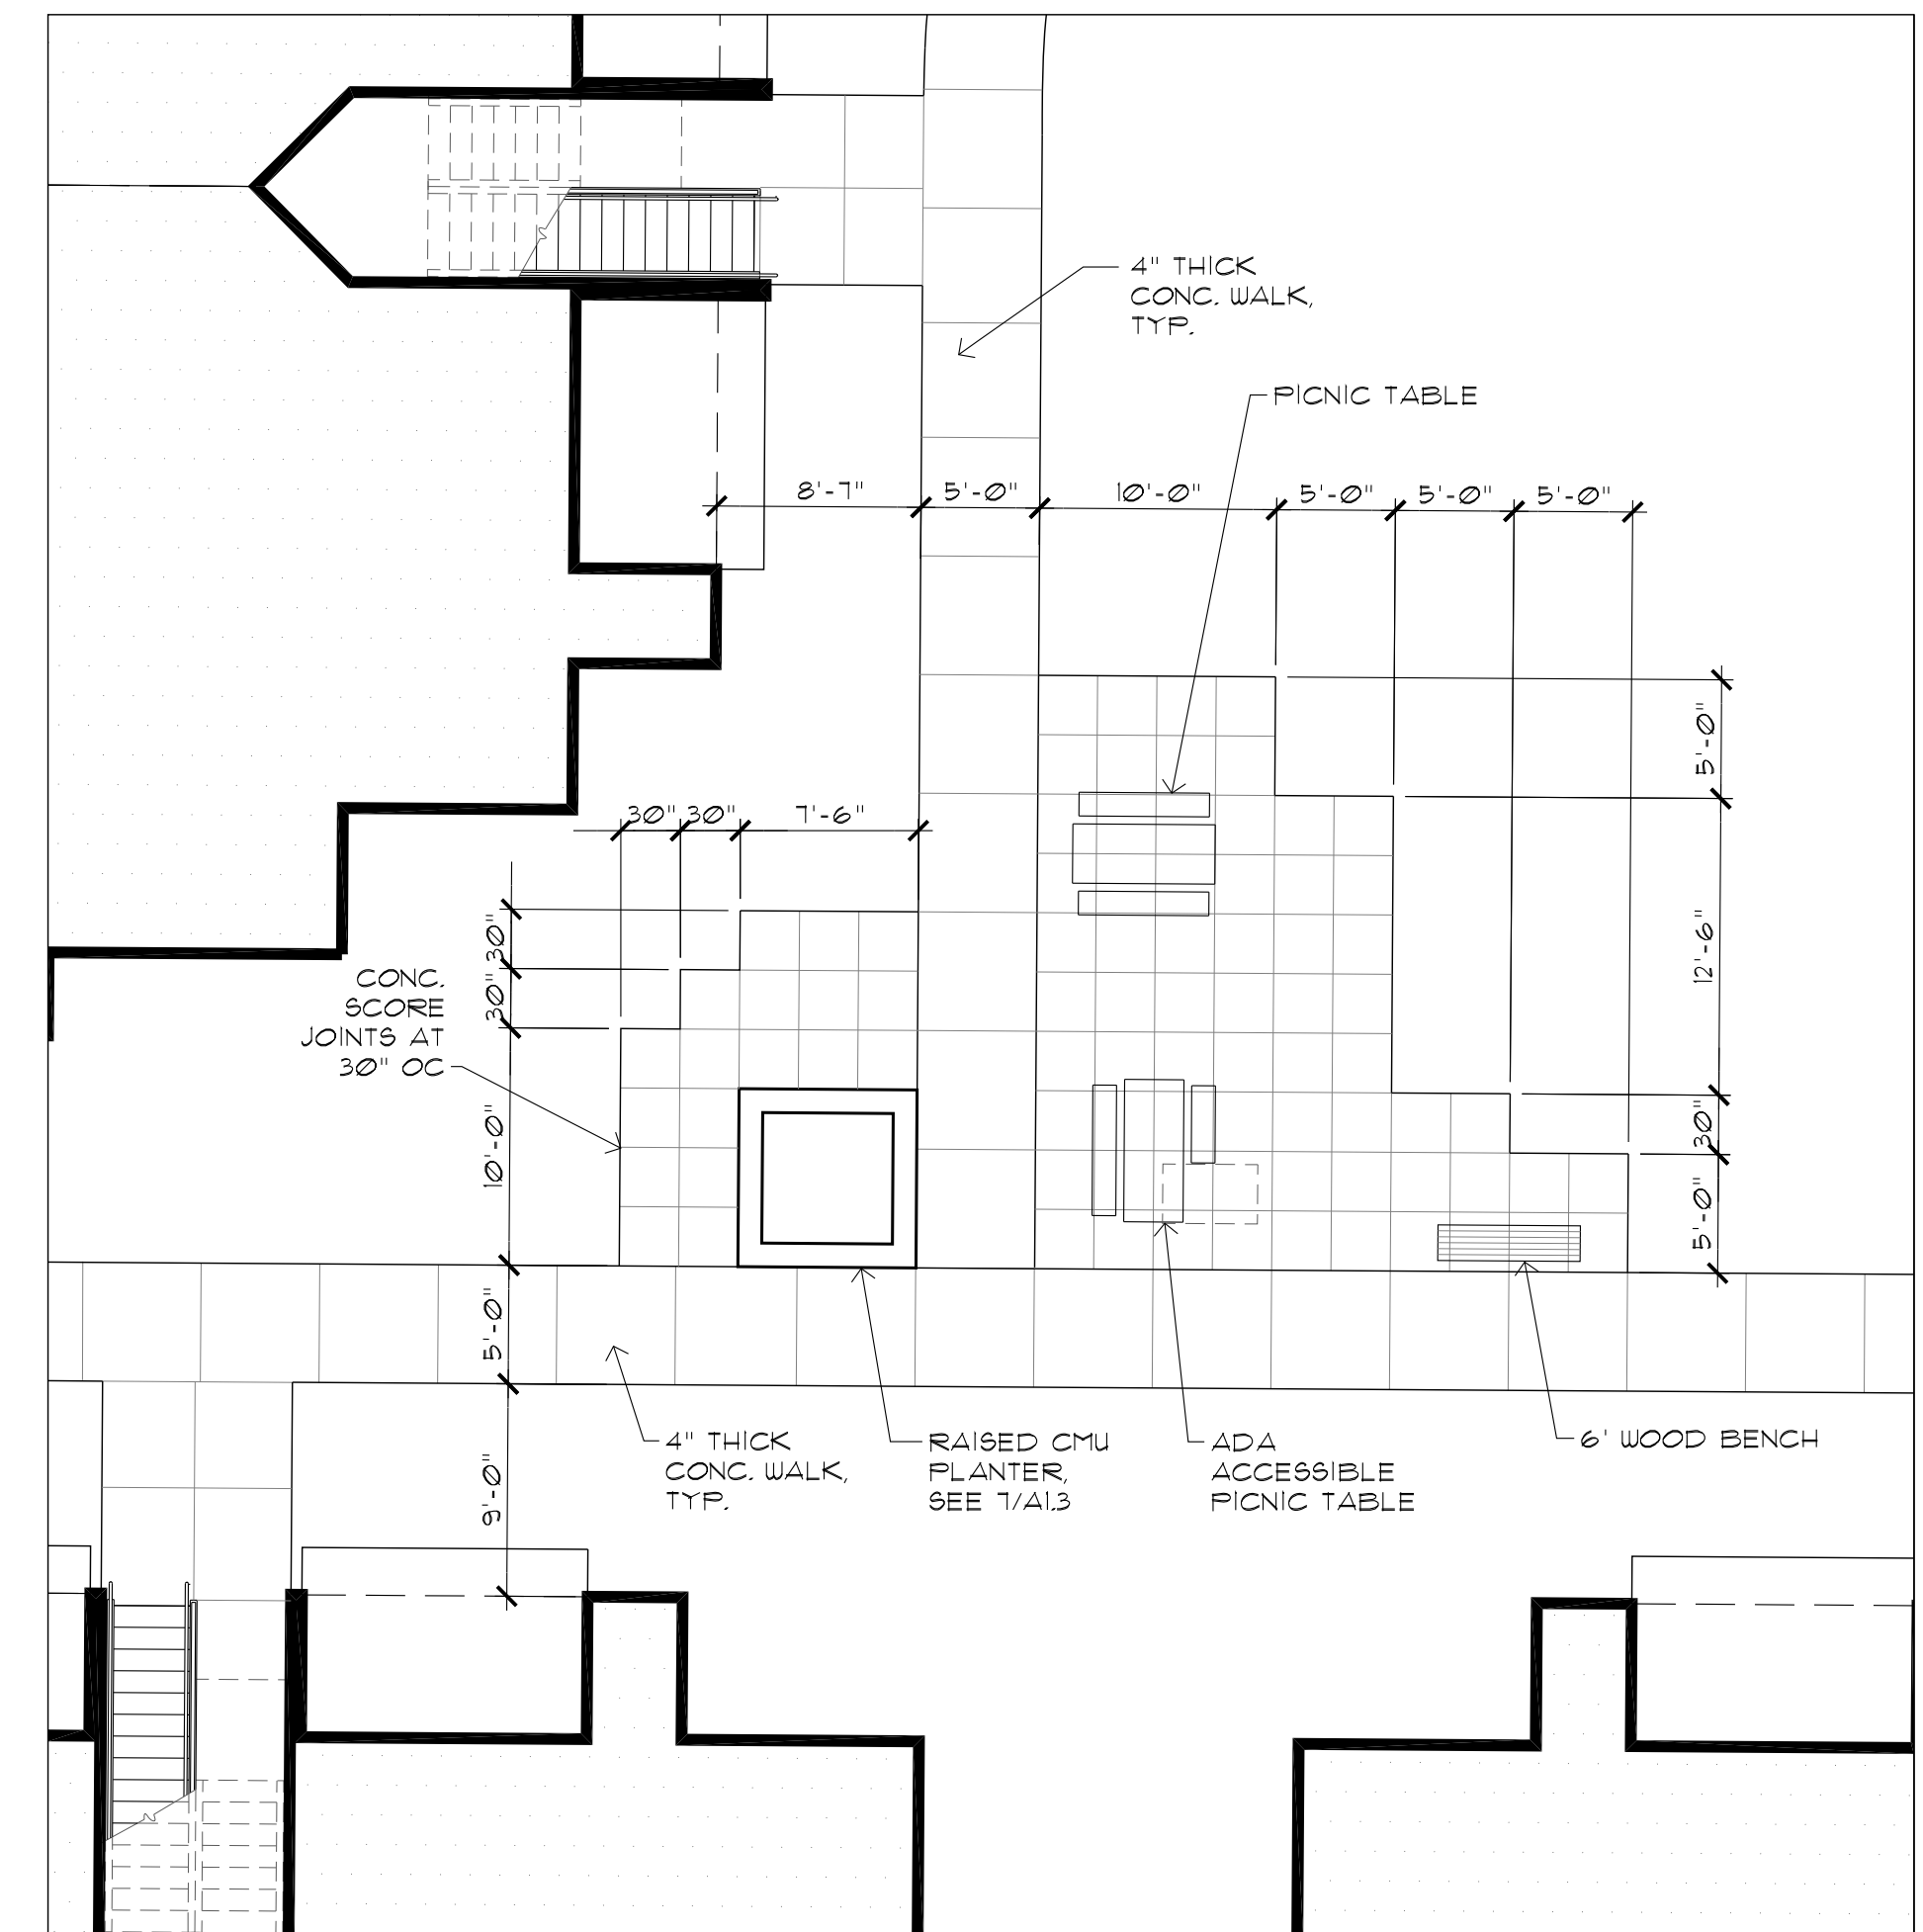 4" THICK
CONC. WALK,
TYP.
PICNIC TABLE
8'-7"
5'-0"
10'-0"
5'-0"
5'-0"
5'-0"
5'-0"
12'-6"
30"
5'-0"
30"
30"
7'-6"
30"
30"
10'-0"
5'-0"
9'-0"
CONC.
SCORE
JOINTS AT
30" OC
4" THICK
CONC. WALK,
TYP.
RAISED CMU
PLANTER,
SEE 7/A1.3
ADA
ACCESSIBLE
PICNIC TABLE
6' WOOD BENCH